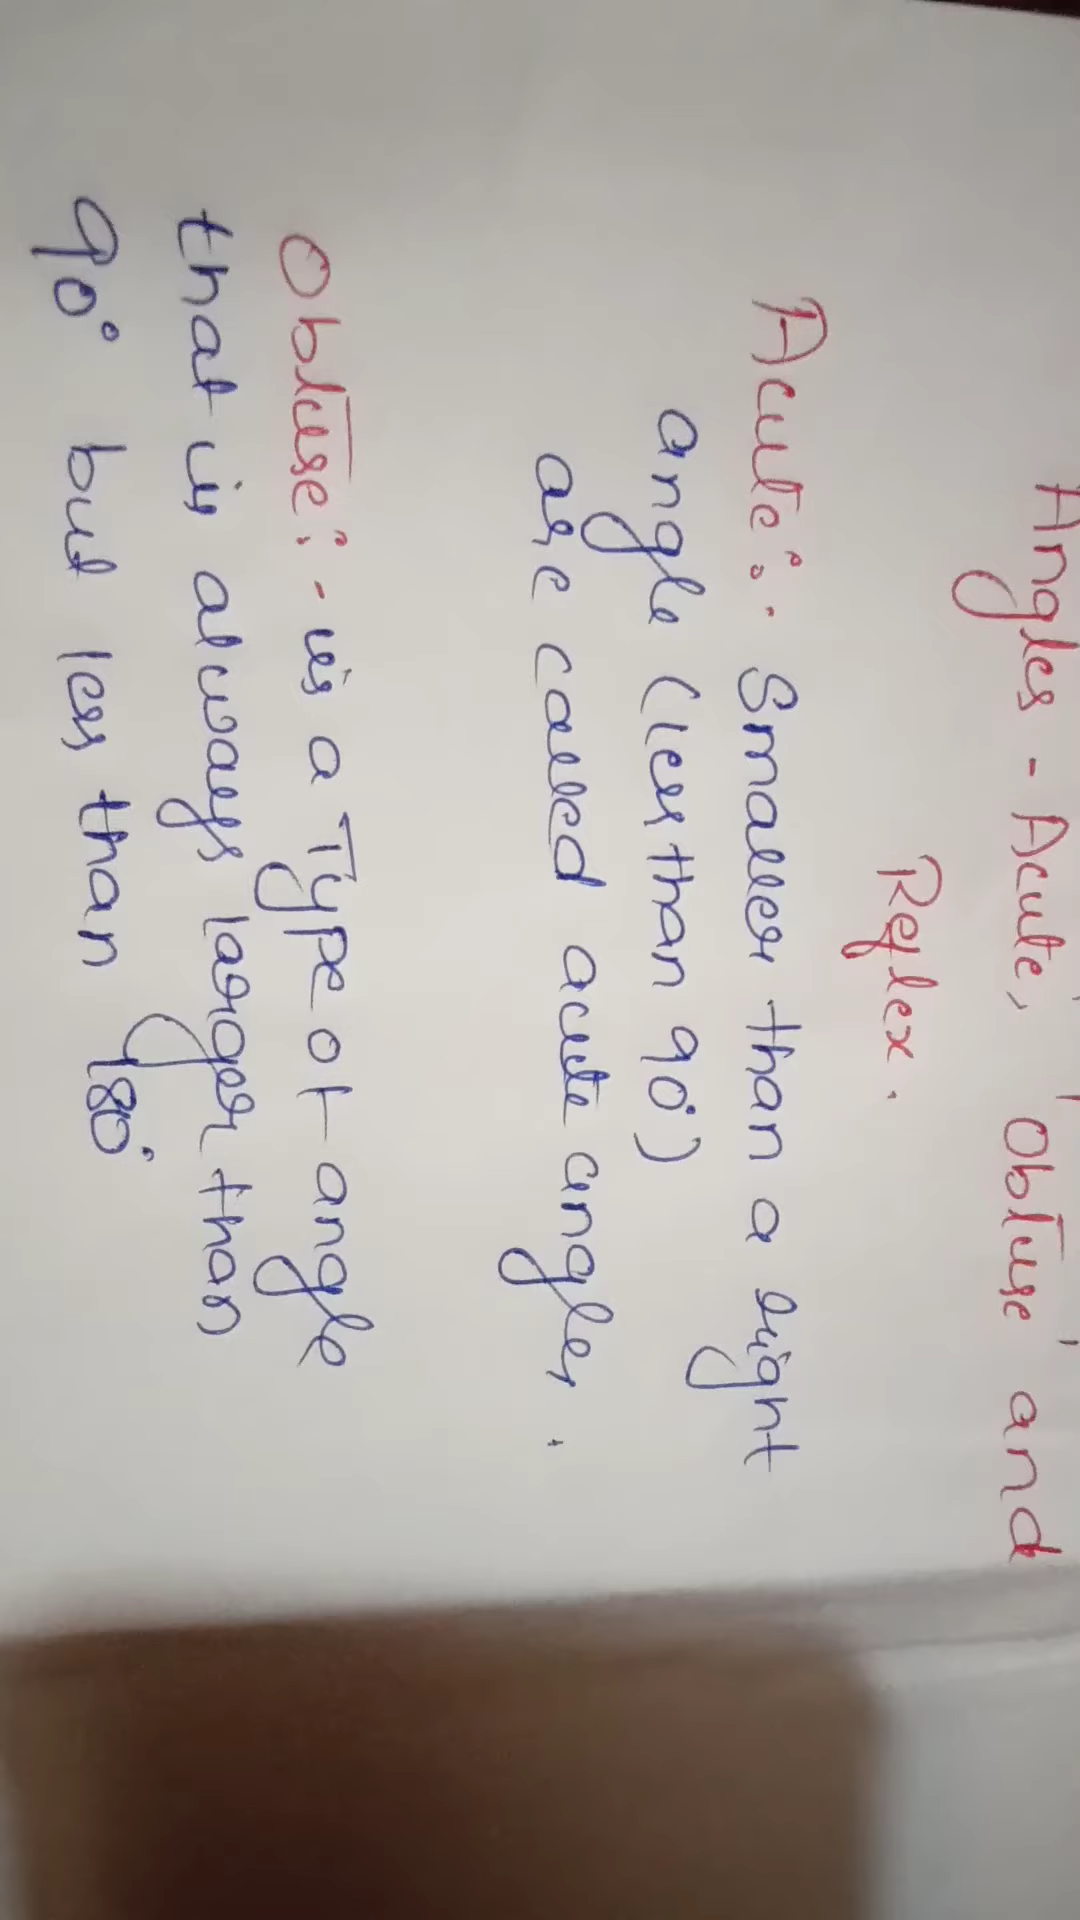 Angles - Acute, Obtuse and
Reflex.
Acute:- Smaller than a right
angle (less than 90°)
are called acute angles.
Obtuse:- is a Type of angle
that is always larger than
90° but less than 180°